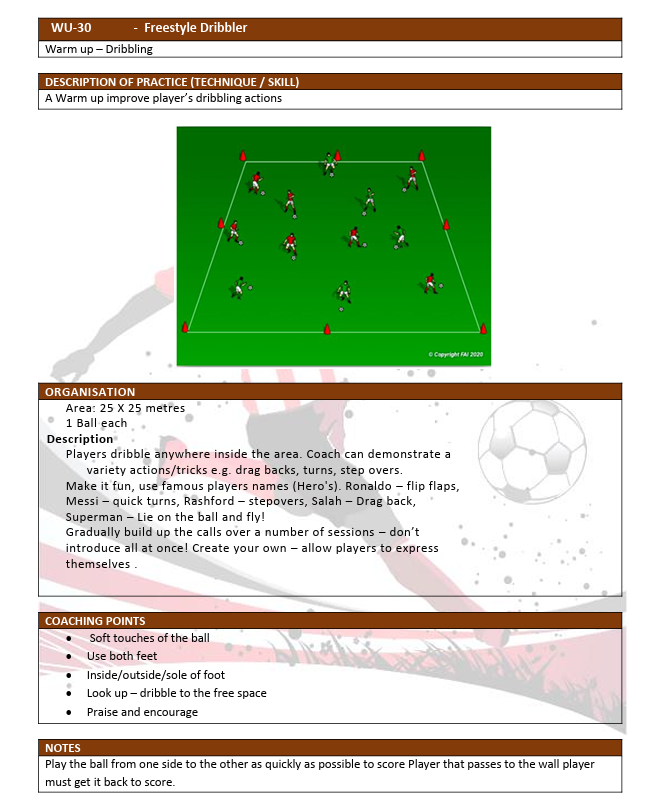 WU-30 - Freestyle Dribbler
Warm up – Dribbling
DESCRIPTION OF PRACTICE (TECHNIQUE / SKILL)
A Warm up improve player's dribbling actions
© Copyright FAI 2020
ORGANISATION
Area: 25 X 25 metres
1 Ball each
Description
Players dribble anywhere inside the area. Coach can demonstrate a
variety actions/tricks e.g. drag backs, turns, step overs.
Make it fun, use famous players names (Hero's). Ronaldo – flip flaps,
Messi – quick turns, Rashford – stepovers, Salah – Drag back,
Superman – Lie on the ball and fly!
Gradually build up the calls over a number of sessions – don't
introduce all at once! Create your own – allow players to express
themselves .
COACHING POINTS
• Soft touches of the ball
• Use both feet
• Inside/outside/sole of foot
• Look up – dribble to the free space
• Praise and encourage
NOTES
Play the ball from one side to the other as quickly as possible to score Player that passes to the wall player
must get it back to score.